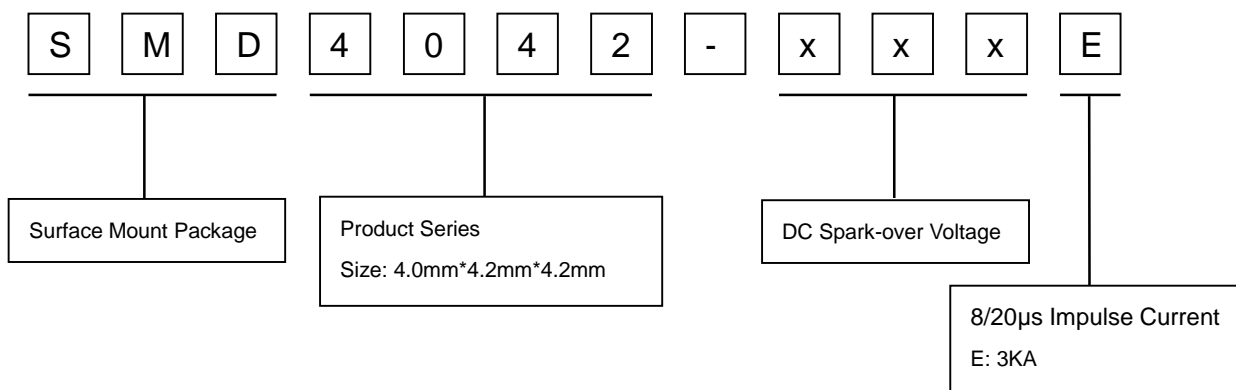 S M D 4 0 4 2 - x x x E
Surface Mount Package
Product Series
Size: 4.0mm*4.2mm*4.2mm
DC Spark-over Voltage
8/20μs Impulse Current
E: 3KA